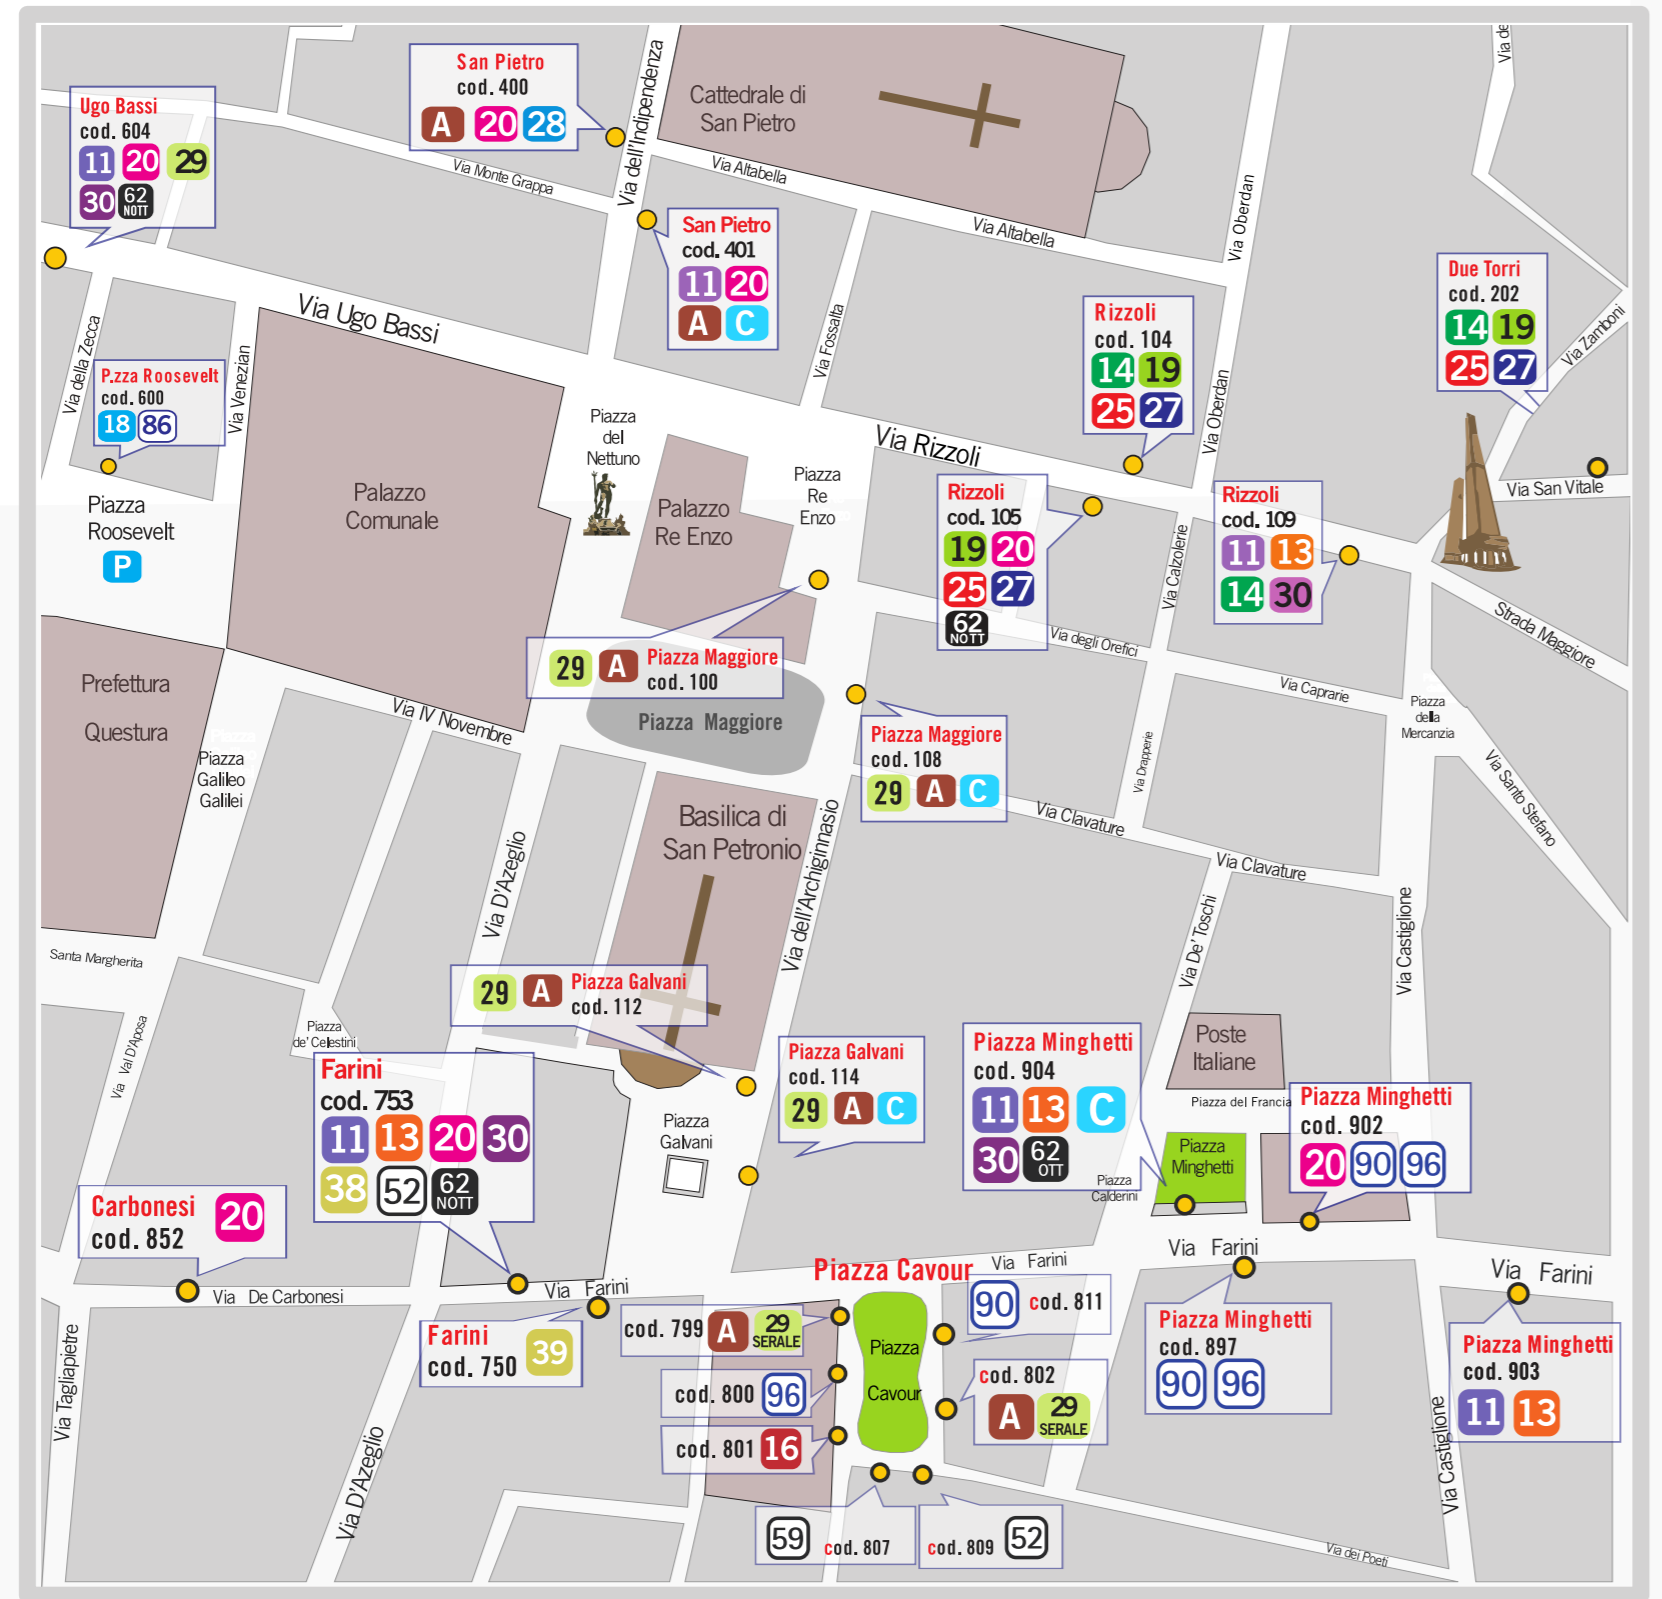 Via de
San Pietro
cod. 400
A 20 28
Ugo Bassi
cod. 604
11 20 29
30 62
NOTT
Via dell'Indipendenza
Cattedrale di
San Pietro
Via Monte Grappa
Via Altabella
Via Altabella
Via Oberdan
San Pietro
cod. 401
11 20
A C
Due Torri
cod. 202
14 19
25 27
Via Zamboni
Via Ugo Bassi
Via Fossalta
Rizzoli
cod. 104
14 19
25 27
Via della Zecca
Via Venezian
P.zza Roosevelt
cod. 600
18 86
Via Oberdan
Piazza
del
Nettuno
Via Rizzoli
Piazza
Re
Enzo
Palazzo
Comunale
Palazzo
Re Enzo
Piazza
Roosevelt
P
Rizzoli
cod. 105
19 20
25 27
62
NOTT
Rizzoli
cod. 109
11 13
14 30
Via San Vitale
Via Calzolerie
Strada Maggiore
Via degli Orefici
29 A Piazza Maggiore
cod. 100
Piazza Maggiore
Via Caprarie
Piazza
della
Mercanzia
Prefettura
Questura
Via IV Novembre
Piazza
Galileo
Galilei
Piazza Maggiore
cod. 108
29 A C
Via Drapperie
Via Santo Stefano
Via Clavature
Via Clavature
Basilica di
San Petronio
Via D'Azeglio
Via dell'Archiginnasio
Via De' Toschi
Via Castiglione
Santa Margherita
29 A Piazza Galvani
cod. 112
Via Val D'Aposa
Piazza
de' Celestini
Piazza Galvani
cod. 114
29 A C
Piazza Minghetti
cod. 904
11 13 C
30 62
OTT
Poste
Italiane
Piazza del Francia
Piazza Minghetti
cod. 902
20 90 96
Farini
cod. 753
11 13 20 30
38 52 62
NOTT
Piazza
Galvani
Piazza
Minghetti
Piazza
Calderini
Carbonesi
cod. 852
20
Via Farini
Via Farini
Via Farini
Via Farini
Via De Carbonesi
Piazza Cavour
90 cod. 811
Farini
cod. 750
39
cod. 799 A 29
SERALE
Piazza
Cavour
cod. 800 96
cod. 802
A 29
SERALE
cod. 801 16
Piazza Minghetti
cod. 897
90 96
Piazza Minghetti
cod. 903
11 13
Via Tagliapietre
Via D'Azeglio
Via Castiglione
59 cod. 807
cod. 809 52
Via dei Poeti